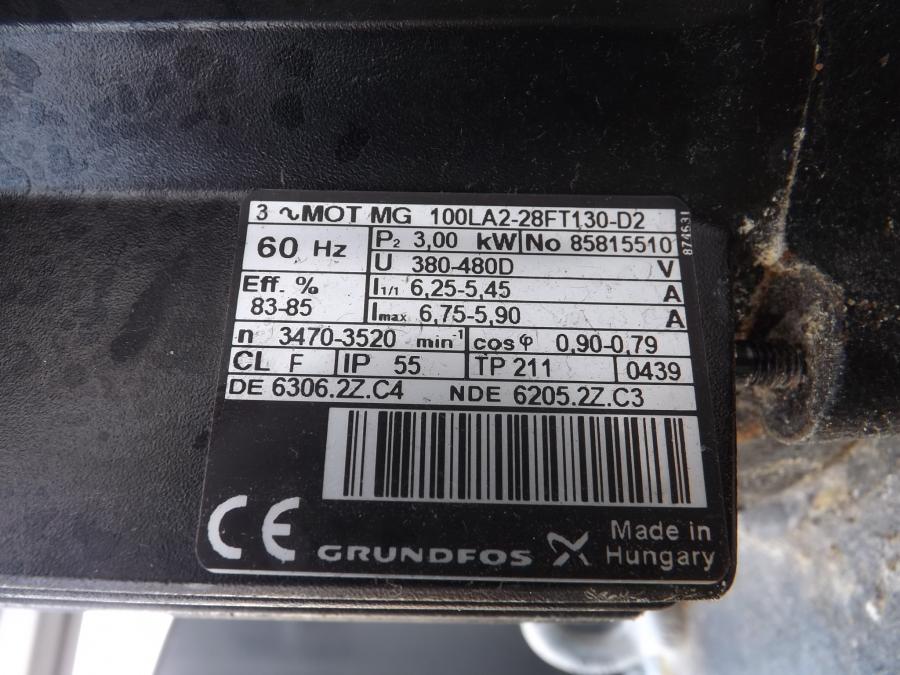 3 ~ MOT MG 100LA2-28FT130-D2
60 Hz
P2 3,00 kW No 85815510
U 380-480D V
Eff. %
83-85
I1/1 6,25-5,45 A
Imax 6,75-5,90 A
n 3470-3520 min-1 cos φ 0,90-0,79
CL F IP 55 TP 211 0439
DE 6306.2Z.C4 NDE 6205.2Z.C3
874631
CE GRUNDFOS Made in
Hungary